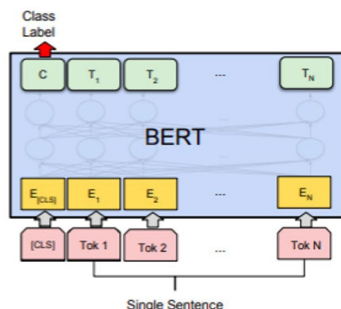 Class
Label
C T1 T2 ... TN
...
BERT
...
E[CLS] E1 E2 ... EN
[CLS] Tok 1 Tok 2 ... Tok N
Single Sentence